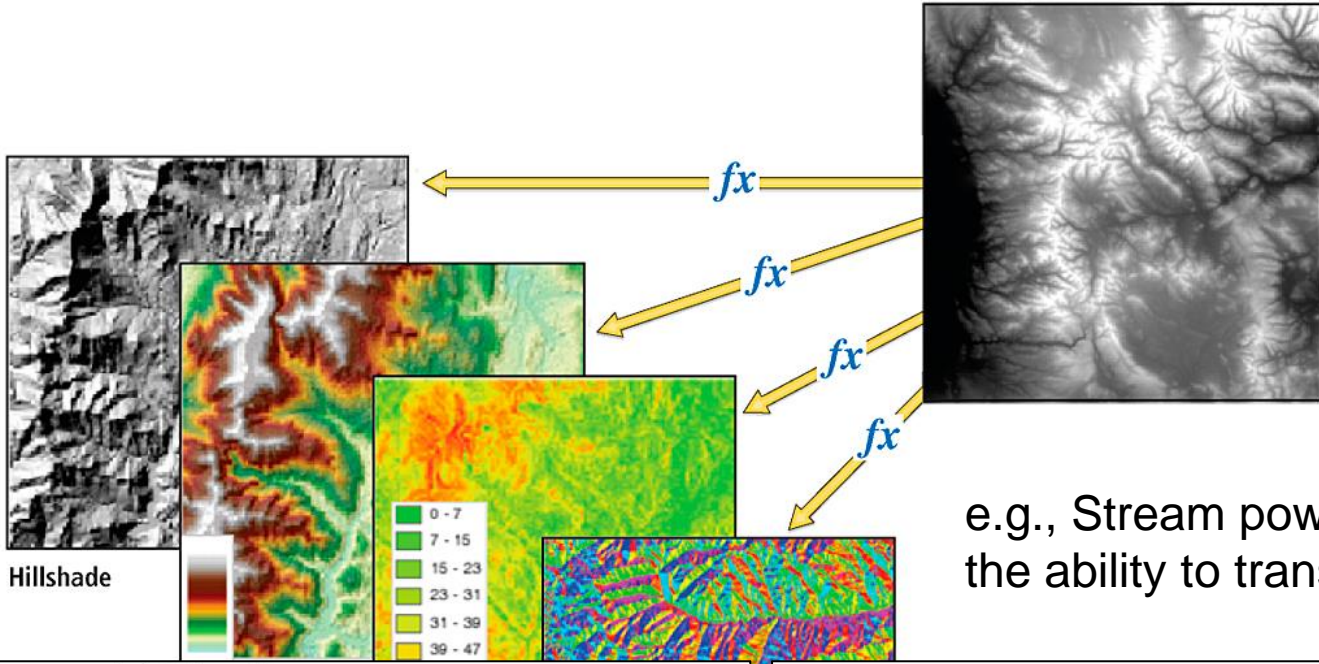 fx
fx
fx
fx
Hillshade
0 - 7
7 - 15
15 - 23
23 - 31
31 - 39
39 - 47
e.g., Stream pow
the ability to trans